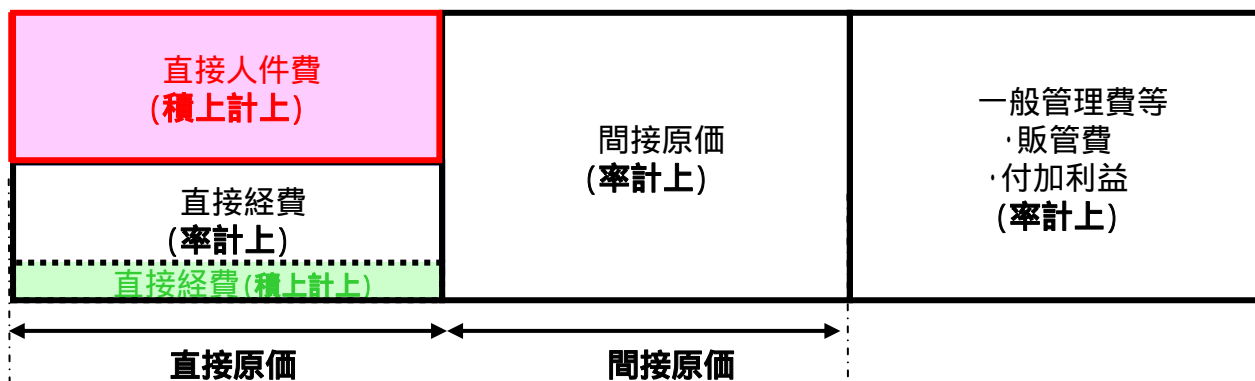 直接人件費
(積上計上)
直接経費
(率計上)
直接経費(積上計上)
間接原価
(率計上)
一般管理費等
・販管費
・付加利益
(率計上)
直接原価
間接原価